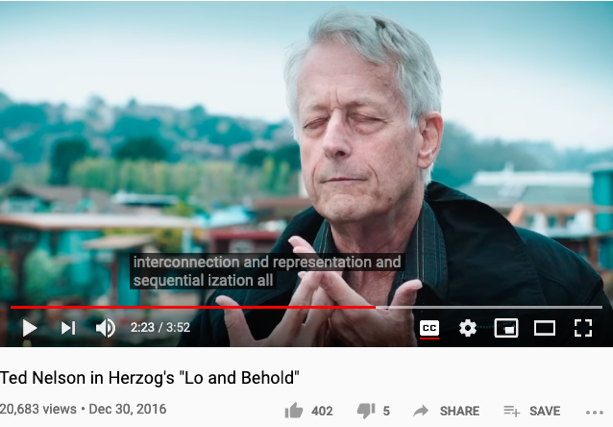 interconnection and representation and
sequential ization all
2:23 / 3:52
CC
Ted Nelson in Herzog's "Lo and Behold"
20,683 views • Dec 30, 2016
402
5
SHARE
SAVE